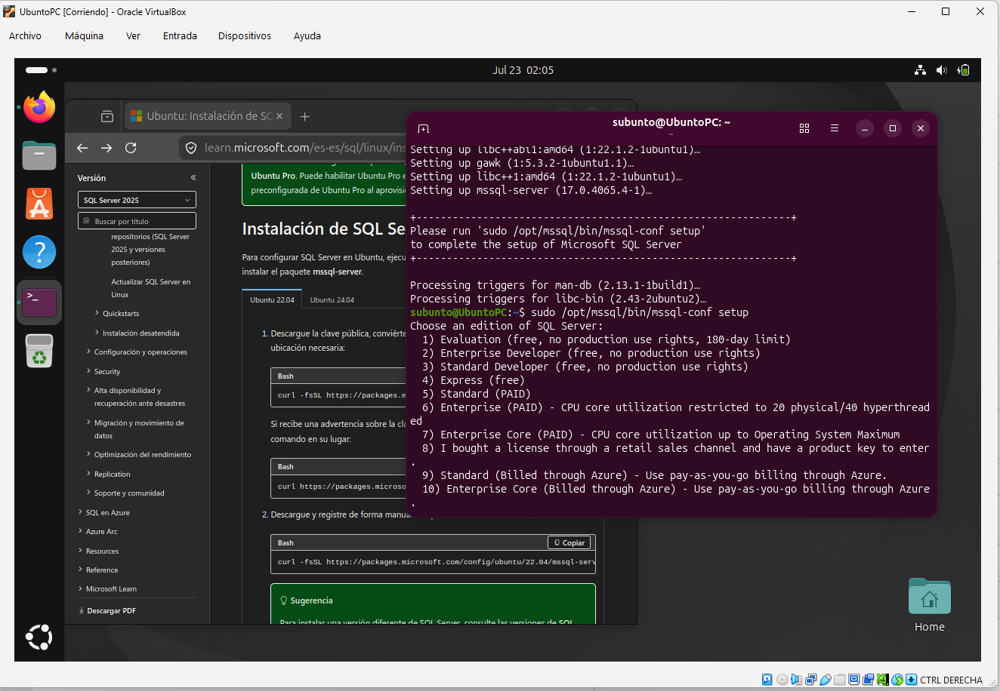 UbuntoPC [Corriendo] - Oracle VirtualBox
Archivo Máquina Ver Entrada Dispositivos Ayuda
Jul 23 02:05
Ubuntu: Instalación de SQ
learn.microsoft.com/es-es/sql/linux/ins
Versión
SQL Server 2025
Buscar por título
repositorios (SQL Server
2025 y versiones
posteriores)
Actualizar SQL Server en
Linux
Quickstarts
Instalación desatendida
Configuración y operaciones
Security
Alta disponibilidad y
recuperación ante desastres
Migración y movimiento de
datos
Optimización del rendimiento
Replication
Soporte y comunidad
SQL en Azure
Azure Arc
Resources
Reference
Microsoft Learn
Descargar PDF
Ubuntu Pro. Puede habilitar Ubuntu Pro e
preconfigurada de Ubuntu Pro al aprovisi
Instalación de SQL Se
Para configurar SQL Server en Ubuntu, ejecu
instalar el paquete mssql-server.
Ubuntu 22.04 Ubuntu 24.04
1. Descargue la clave pública, conviérte
ubicación necesaria:
Bash
curl -fsSL https://packages.m
Si recibe una advertencia sobre la cla
comando en su lugar:
Bash
curl https://packages.microso
2. Descargue y registre de forma manua
Bash Copiar
curl -fsSL https://packages.microsoft.com/config/ubuntu/22.04/mssql-serv
Sugerencia
Para instalar una versión diferente de SQL Server, consulte las versiones de SQL
subunto@UbuntoPC: ~
~
Setting up libc++abi1:amd64 (1:22.1.2-1ubuntu1)…
Setting up gawk (1:5.3.2-1ubuntu1.1)…
Setting up libc++1:amd64 (1:22.1.2-1ubuntu1)…
Setting up mssql-server (17.0.4065.4-1)…
+--------------------------------------------------------------+
Please run 'sudo /opt/mssql/bin/mssql-conf setup'
to complete the setup of Microsoft SQL Server
+--------------------------------------------------------------+
Processing triggers for man-db (2.13.1-1build1)…
Processing triggers for libc-bin (2.43-2ubuntu2)…
subunto@UbuntoPC:~$ sudo /opt/mssql/bin/mssql-conf setup
Choose an edition of SQL Server:
1) Evaluation (free, no production use rights, 180-day limit)
2) Enterprise Developer (free, no production use rights)
3) Standard Developer (free, no production use rights)
4) Express (free)
5) Standard (PAID)
6) Enterprise (PAID) - CPU core utilization restricted to 20 physical/40 hyperthread
ed
7) Enterprise Core (PAID) - CPU core utilization up to Operating System Maximum
8) I bought a license through a retail sales channel and have a product key to enter
.
9) Standard (Billed through Azure) - Use pay-as-you-go billing through Azure.
10) Enterprise Core (Billed through Azure) - Use pay-as-you-go billing through Azure
.
Home
CTRL DERECHA